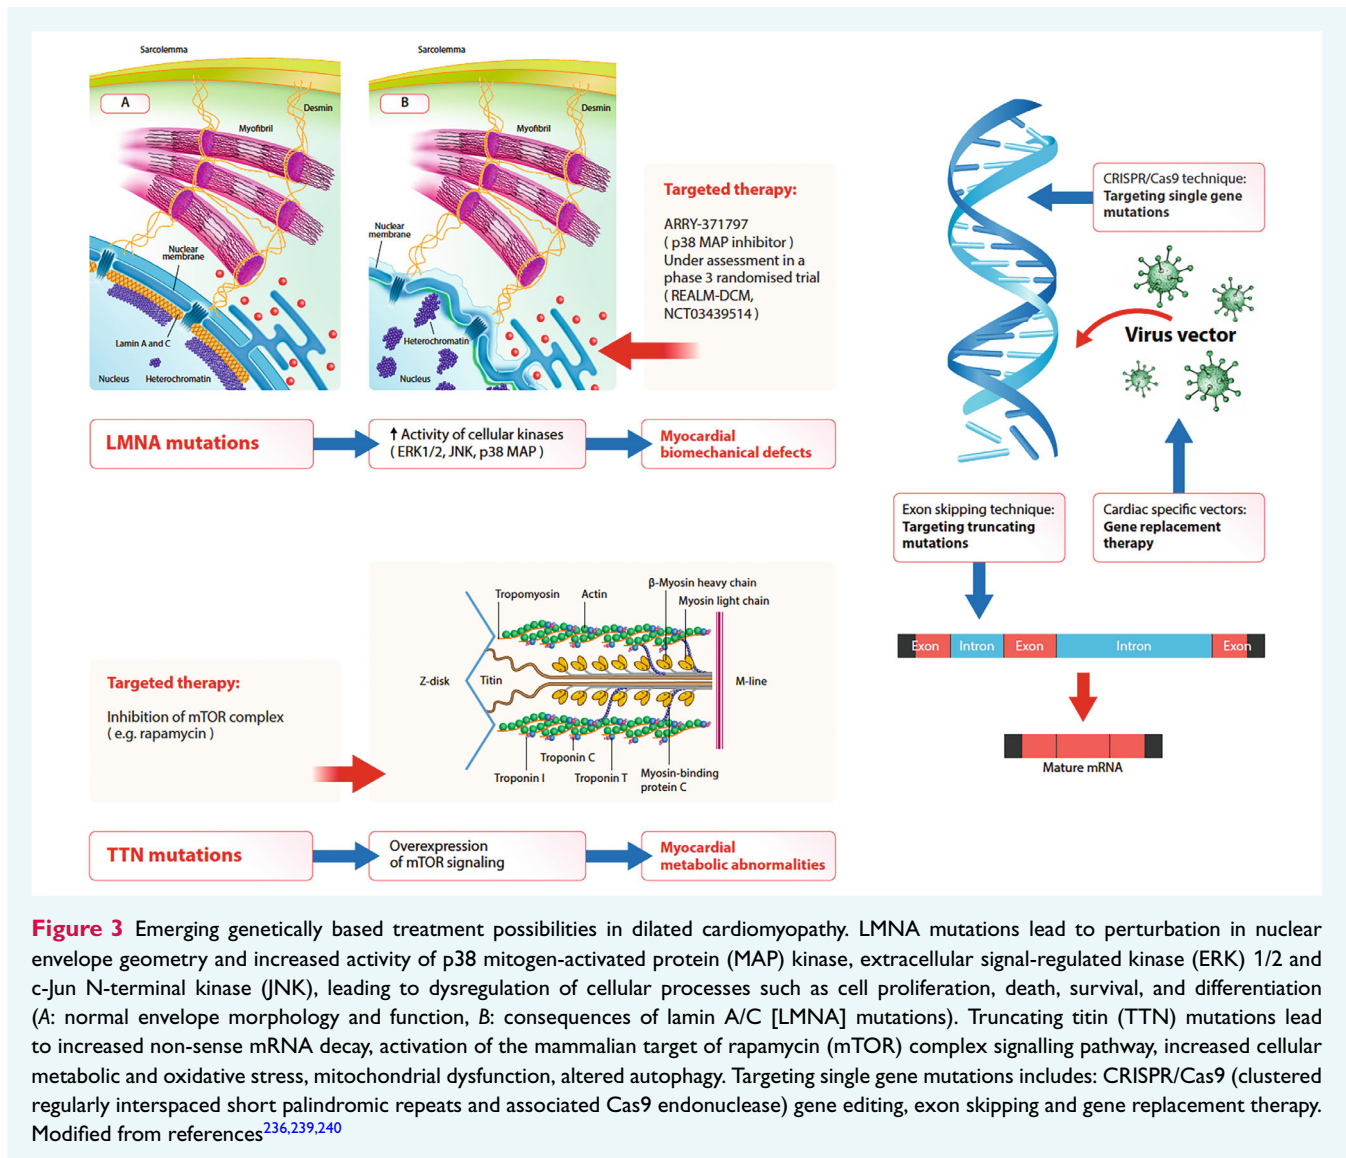 Sarcolemma
A
Desmin
Myofibril
Nuclear
membrane
Lamin A and C
Nucleus
Heterochromatin
Sarcolemma
B
Desmin
Myofibril
Nuclear
membrane
Heterochromatin
Nucleus
Targeted therapy:
ARRY-371797
( p38 MAP inhibitor )
Under assessment in a
phase 3 randomised trial
( REALM-DCM,
NCT03439514 )
LMNA mutations
↑ Activity of cellular kinases
( ERK1/2, JNK, p38 MAP )
Myocardial
biomechanical defects
CRISPR/Cas9 technique:
Targeting single gene
mutations
Virus vector
Exon skipping technique:
Targeting truncating
mutations
Cardiac specific vectors:
Gene replacement
therapy
Exon
Intron
Exon
Intron
Exon
Mature mRNA
Targeted therapy:
Inhibition of mTOR complex
( e.g. rapamycin )
β-Myosin heavy chain
Tropomyosin
Actin
Myosin light chain
Z-disk
Titin
M-line
Troponin C
Troponin I
Troponin T
Myosin-binding
protein C
TTN mutations
Overexpression
of mTOR signaling
Myocardial
metabolic abnormalities
Figure 3 Emerging genetically based treatment possibilities in dilated cardiomyopathy. LMNA mutations lead to perturbation in nuclear
envelope geometry and increased activity of p38 mitogen-activated protein (MAP) kinase, extracellular signal-regulated kinase (ERK) 1/2 and
c-Jun N-terminal kinase (JNK), leading to dysregulation of cellular processes such as cell proliferation, death, survival, and differentiation
(A: normal envelope morphology and function, B: consequences of lamin A/C [LMNA] mutations). Truncating titin (TTN) mutations lead
to increased non-sense mRNA decay, activation of the mammalian target of rapamycin (mTOR) complex signalling pathway, increased cellular
metabolic and oxidative stress, mitochondrial dysfunction, altered autophagy. Targeting single gene mutations includes: CRISPR/Cas9 (clustered
regularly interspaced short palindromic repeats and associated Cas9 endonuclease) gene editing, exon skipping and gene replacement therapy.
Modified from references236,239,240